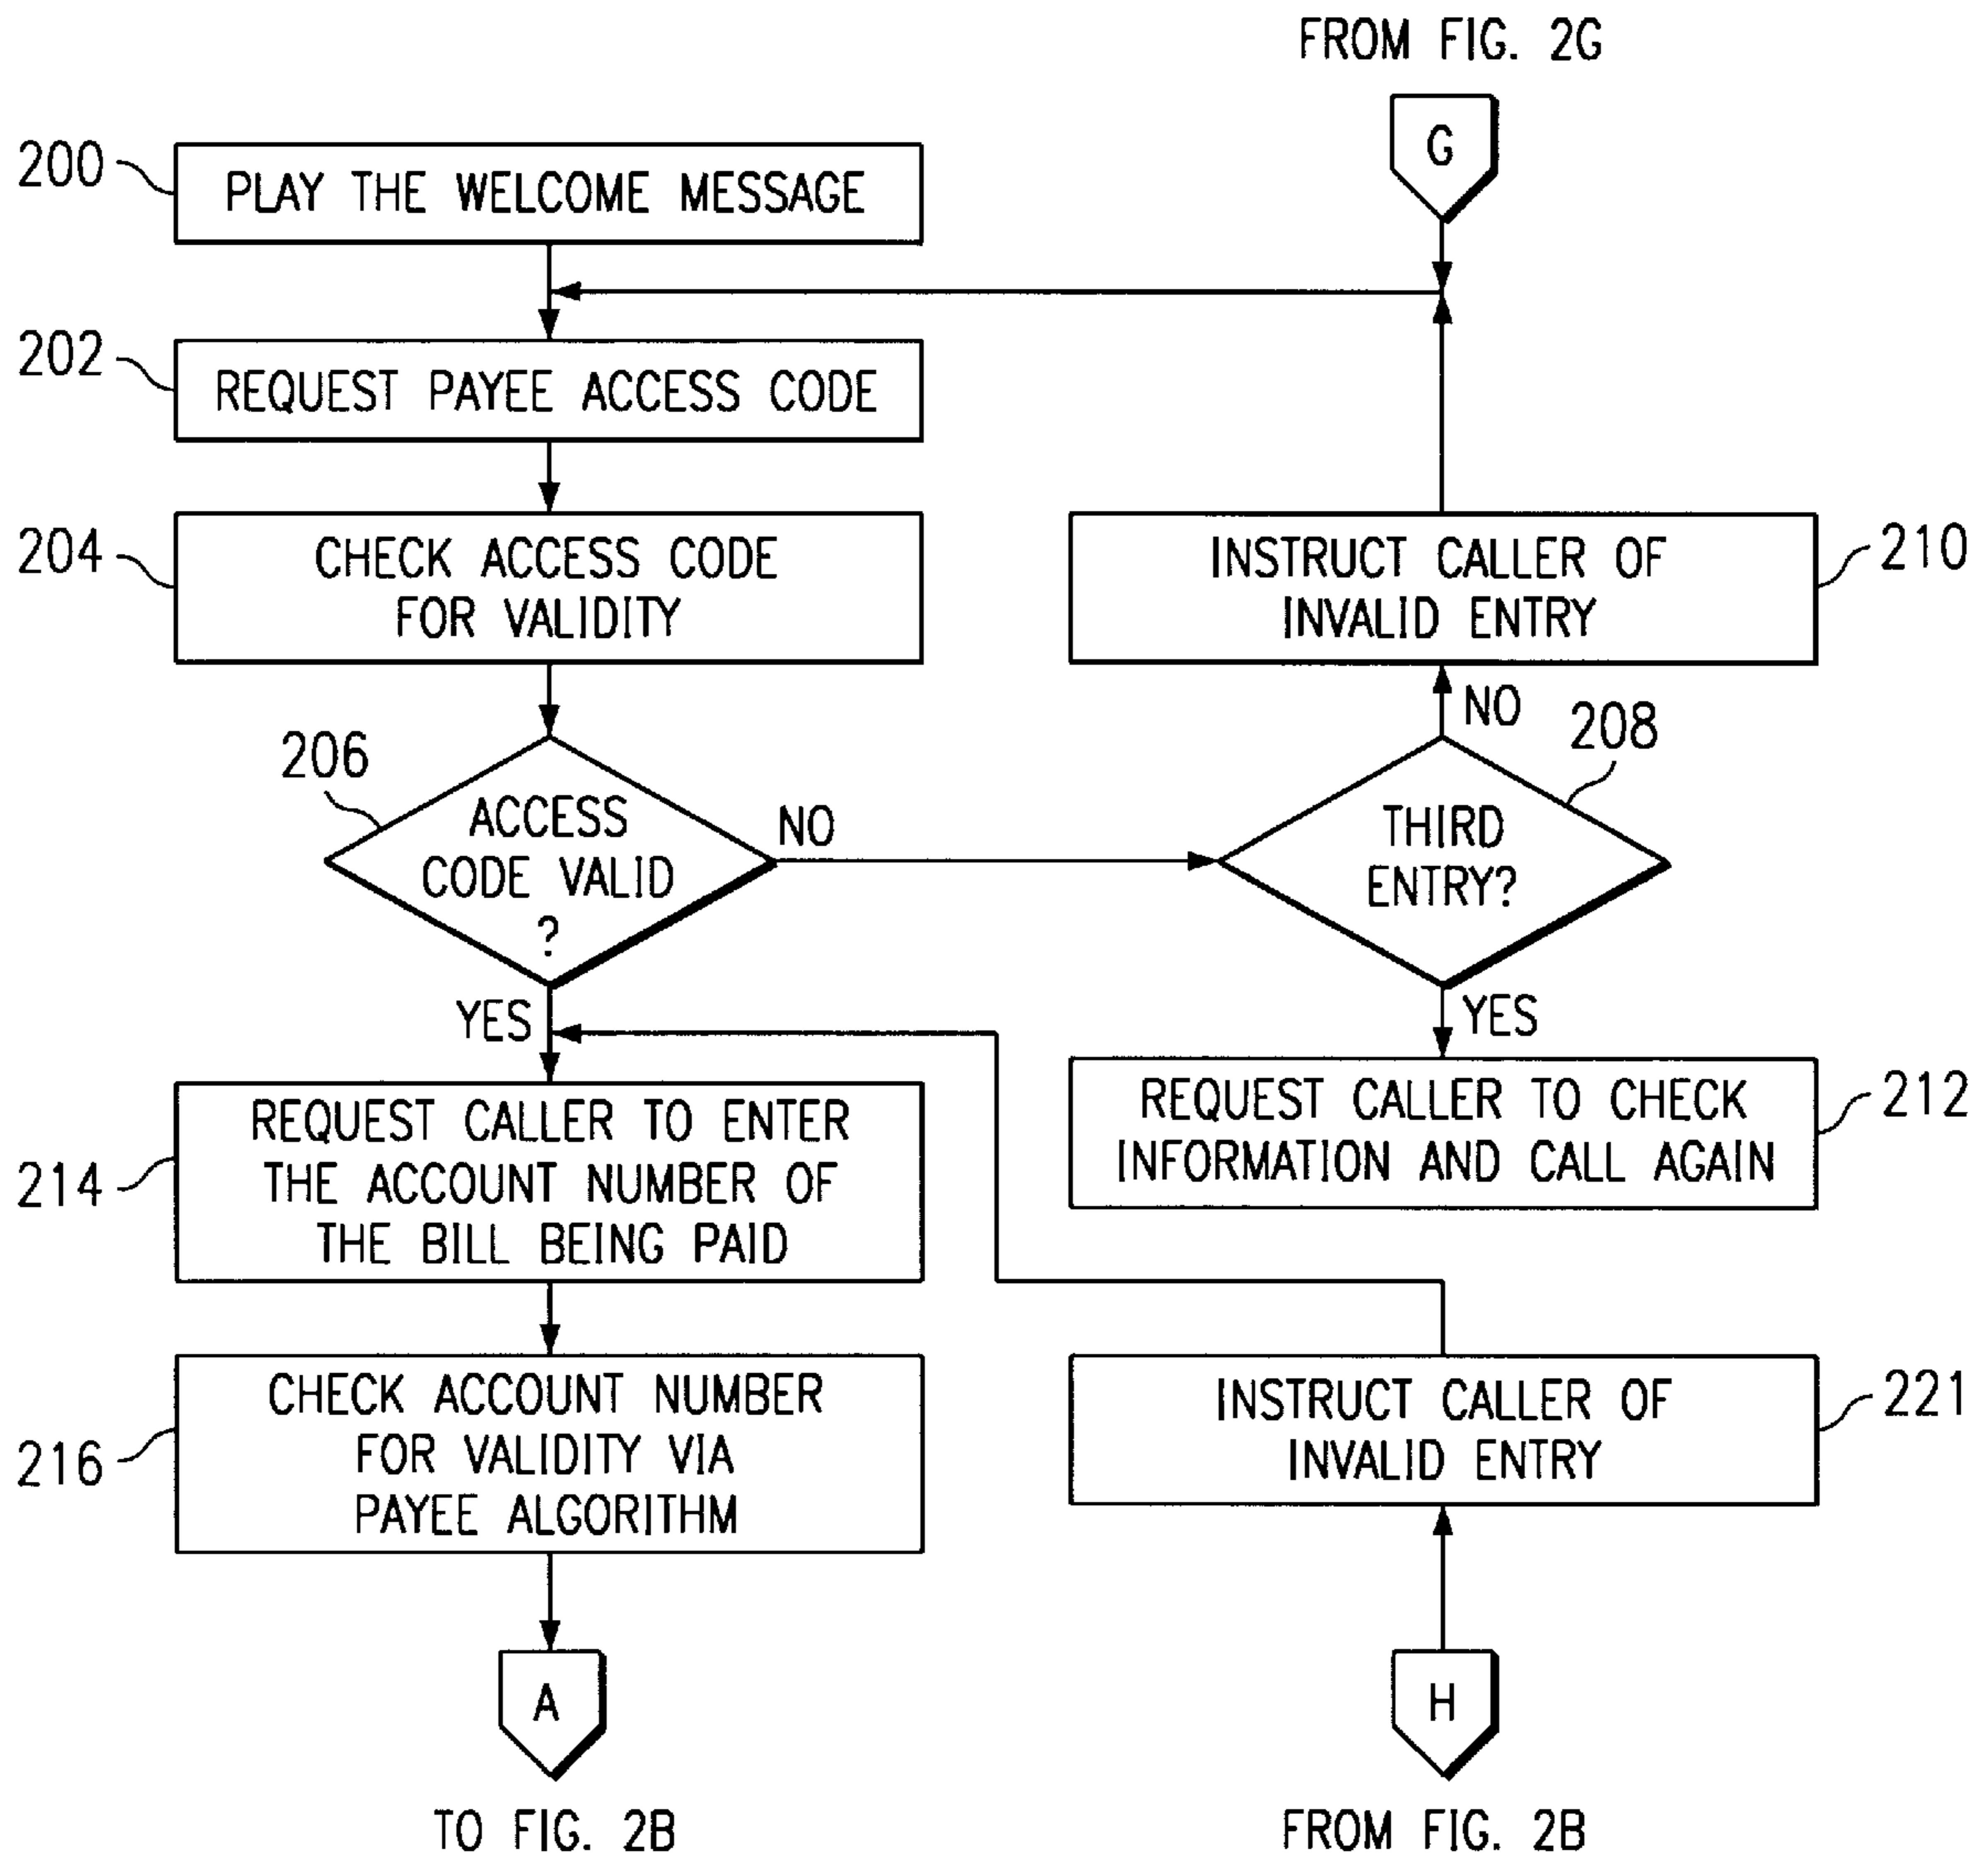 FROM FIG. 2G
G
200
PLAY THE WELCOME MESSAGE
202
REQUEST PAYEE ACCESS CODE
204
CHECK ACCESS CODE
FOR VALIDITY
INSTRUCT CALLER OF
INVALID ENTRY
210
206
ACCESS
CODE VALID
?
NO
NO
208
THIRD
ENTRY?
YES
YES
214
REQUEST CALLER TO ENTER
THE ACCOUNT NUMBER OF
THE BILL BEING PAID
REQUEST CALLER TO CHECK
INFORMATION AND CALL AGAIN
212
216
CHECK ACCOUNT NUMBER
FOR VALIDITY VIA
PAYEE ALGORITHM
INSTRUCT CALLER OF
INVALID ENTRY
221
A
H
TO FIG. 2B
FROM FIG. 2B